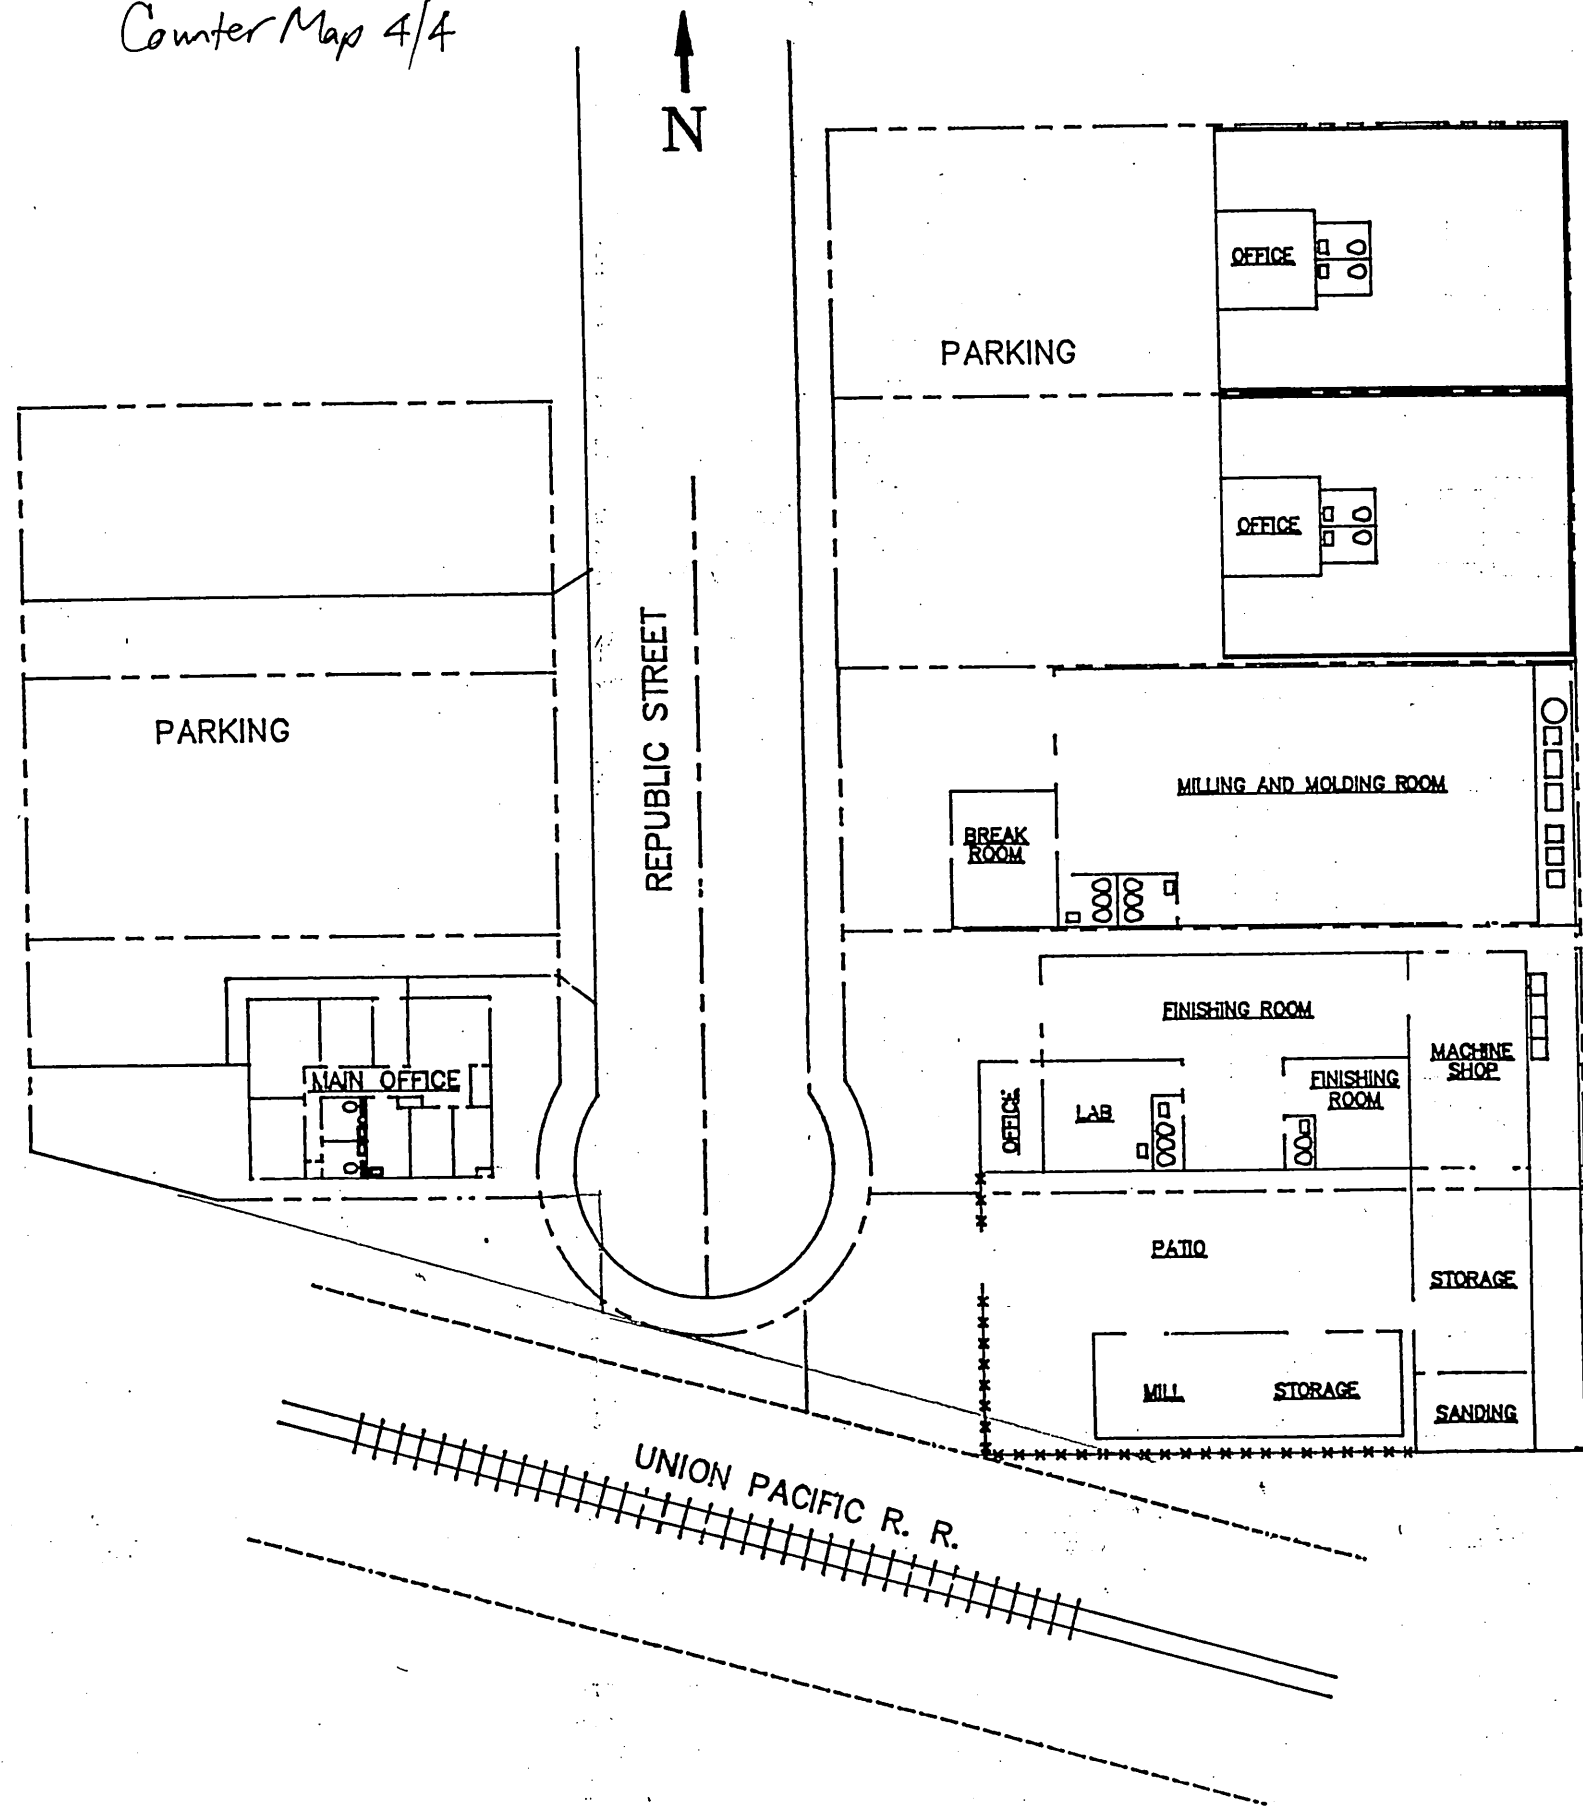 Counter Map 4/4
N
OFFICE
PARKING
OFFICE
REPUBLIC STREET
PARKING
MILLING AND MOLDING ROOM
BREAK
ROOM
FINISHING ROOM
MACHINE
SHOP
MAIN OFFICE
FINISHING
ROOM
OFFICE
LAB
PATIO
STORAGE
MILL
STORAGE
SANDING
UNION PACIFIC R. R.